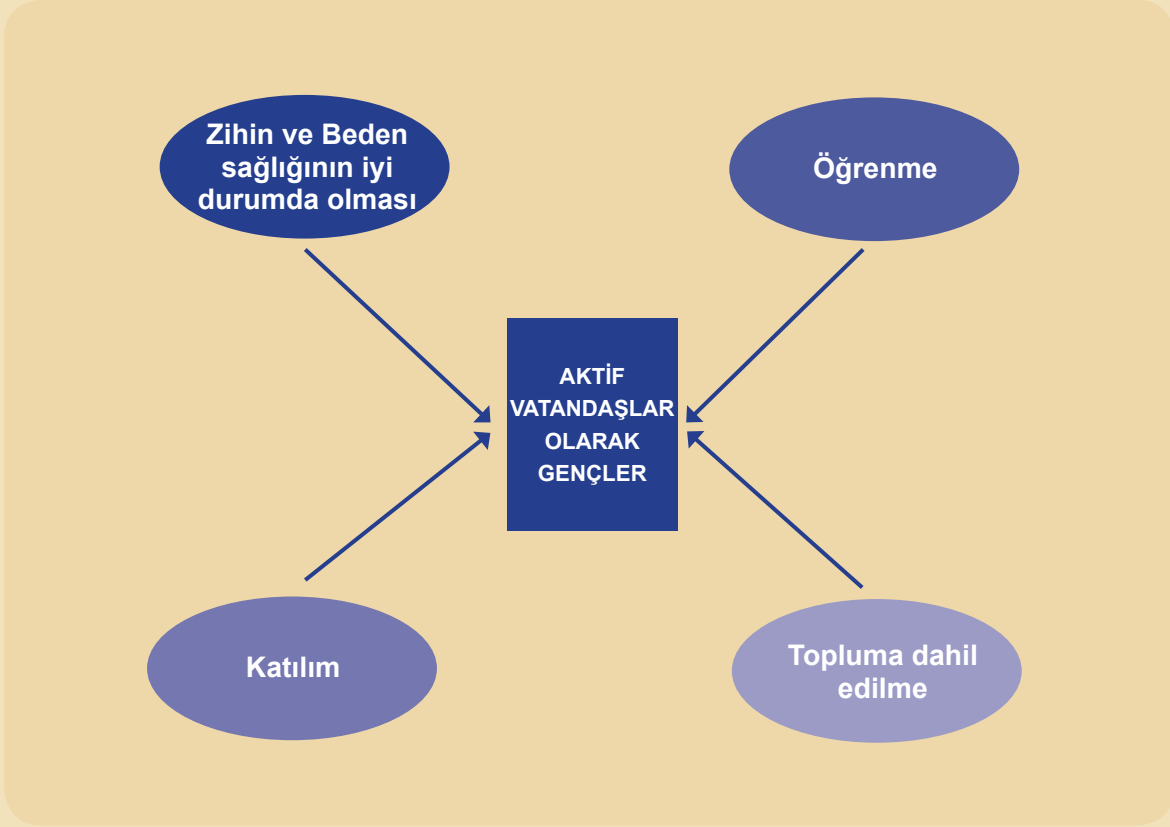 Zihin ve Beden
sağlığının iyi
durumda olması
Öğrenme
AKTİF
VATANDAŞLAR
OLARAK
GENÇLER
Katılım
Topluma dahil
edilme